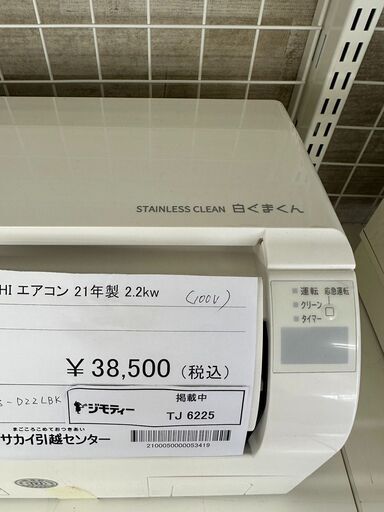 STAINLESS CLEAN 白くまくん
運転 応急運転
クリーン
タイマー
HI エアコン 21年製 2.2kw (100V)
¥38,500(税込)
S-D22LBK
ジモティー
掲載中
TJ 6225
まごころこめておつきあい
サカイ引越センター
2100050000053419